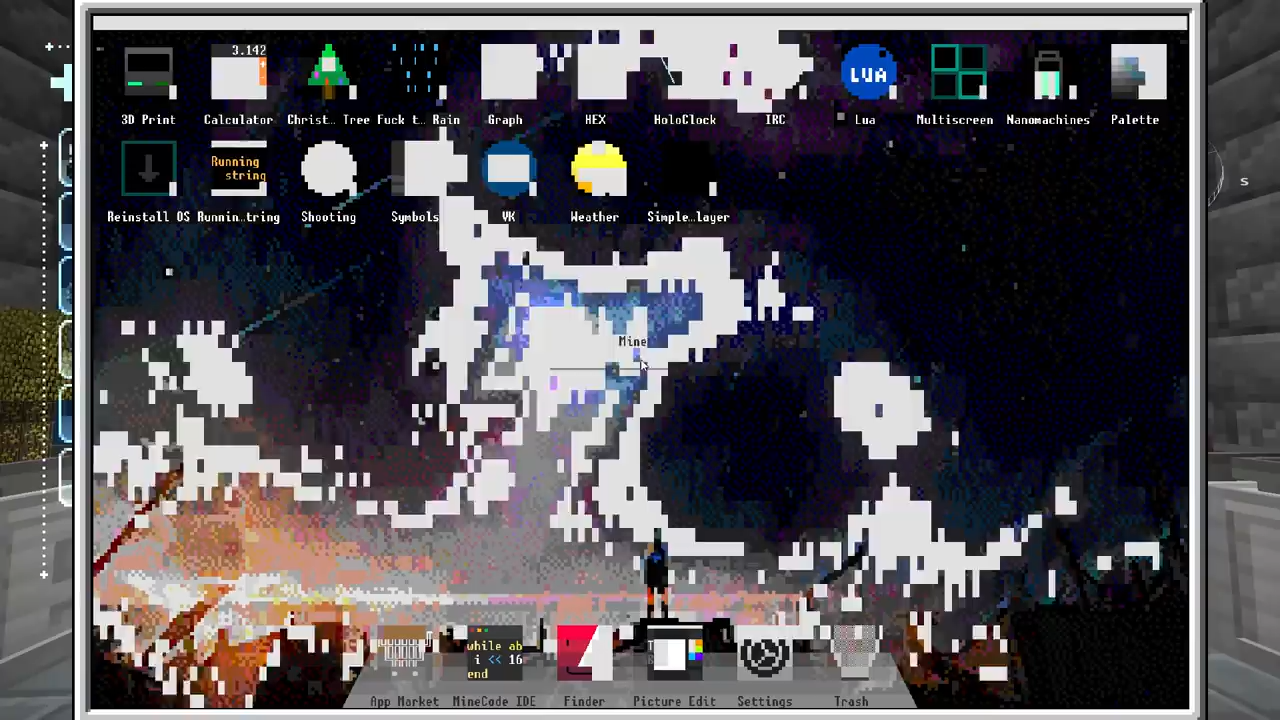 3.142
LUA
3D Print Calculator Christ… Tree Fuck t… Rain Graph HEX HoloClock IRC Lua Multiscreen Nanomachines Palette
Running
string
Reinstall OS Runnin…tring Shooting Symbols VK Weather Simple…layer
Mine
s
while ab
i << 16
end
App Market MineCode IDE Finder Picture Edit Settings Trash